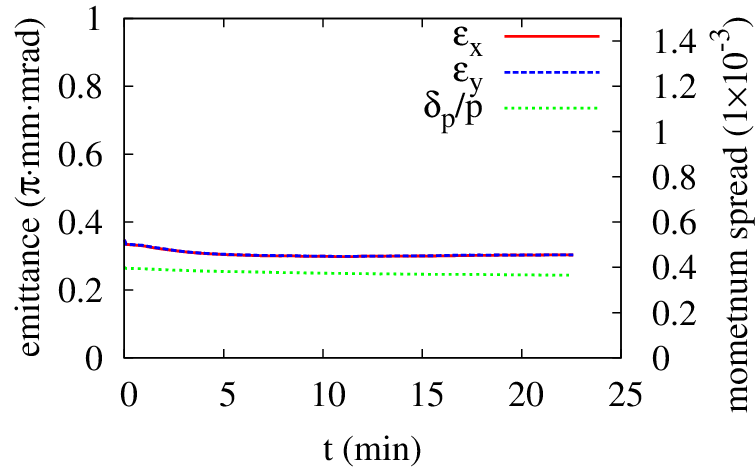 emittance (π·mm·mrad)
1
0.8
0.6
0.4
0.2
0
εx
εy
δp/p
1.4
1.2
1
0.8
0.6
0.4
0.2
0
mometnum spread (1×10-3)
0 5 10 15 20 25
t (min)